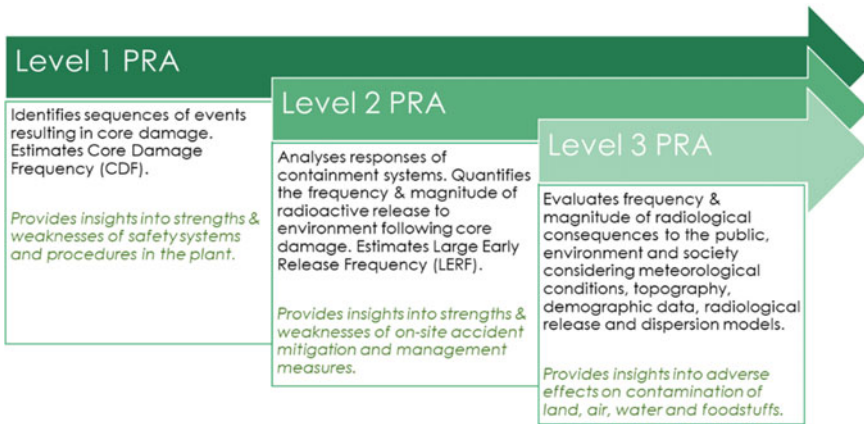 Level 1 PRA
Identifies sequences of events
resulting in core damage.
Estimates Core Damage
Frequency (CDF).
Provides insights into strengths &
weaknesses of safety systems
and procedures in the plant.
Level 2 PRA
Analyses responses of
containment systems. Quantifies
the frequency & magnitude of
radioactive release to
environment following core
damage. Estimates Large Early
Release Frequency (LERF).
Provides insights into strengths &
weaknesses of on-site accident
mitigation and management
measures.
Level 3 PRA
Evaluates frequency &
magnitude of radiological
consequences to the public,
environment and society
considering meteorological
conditions, topography,
demographic data, radiological
release and dispersion models.
Provides insights into adverse
effects on contamination of
land, air, water and foodstuffs.